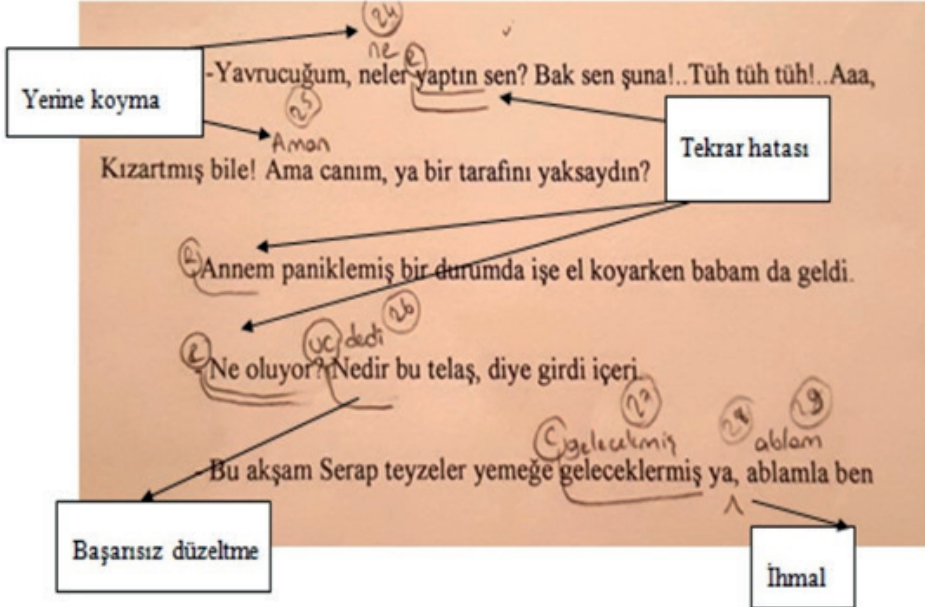 24
ne R
-Yavrucuğum, neler yaptın sen? Bak sen şuna!..Tüh tüh tüh!..Aaa,
Yerine koyma
25
Aman
Tekrar hatası
Kızartmış bile! Ama canım, ya bir tarafını yaksaydın?
R Annem paniklemiş bir durumda işe el koyarken babam da geldi.
UC dedi 26
R Ne oluyor? Nedir bu telaş, diye girdi içeri.
27 28 29
C gelecekmiş ablam
- Bu akşam Serap teyzeler yemeğe geleceklermiş ya, ablamla ben
Başarısız düzeltme
İhmal